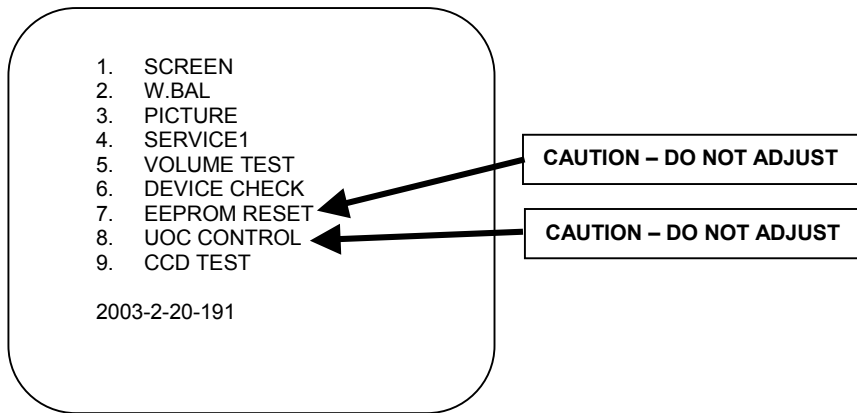 1. SCREEN
2. W.BAL
3. PICTURE
4. SERVICE1
5. VOLUME TEST
6. DEVICE CHECK
7. EEPROM RESET
8. UOC CONTROL
9. CCD TEST
2003-2-20-191
CAUTION – DO NOT ADJUST
CAUTION – DO NOT ADJUST